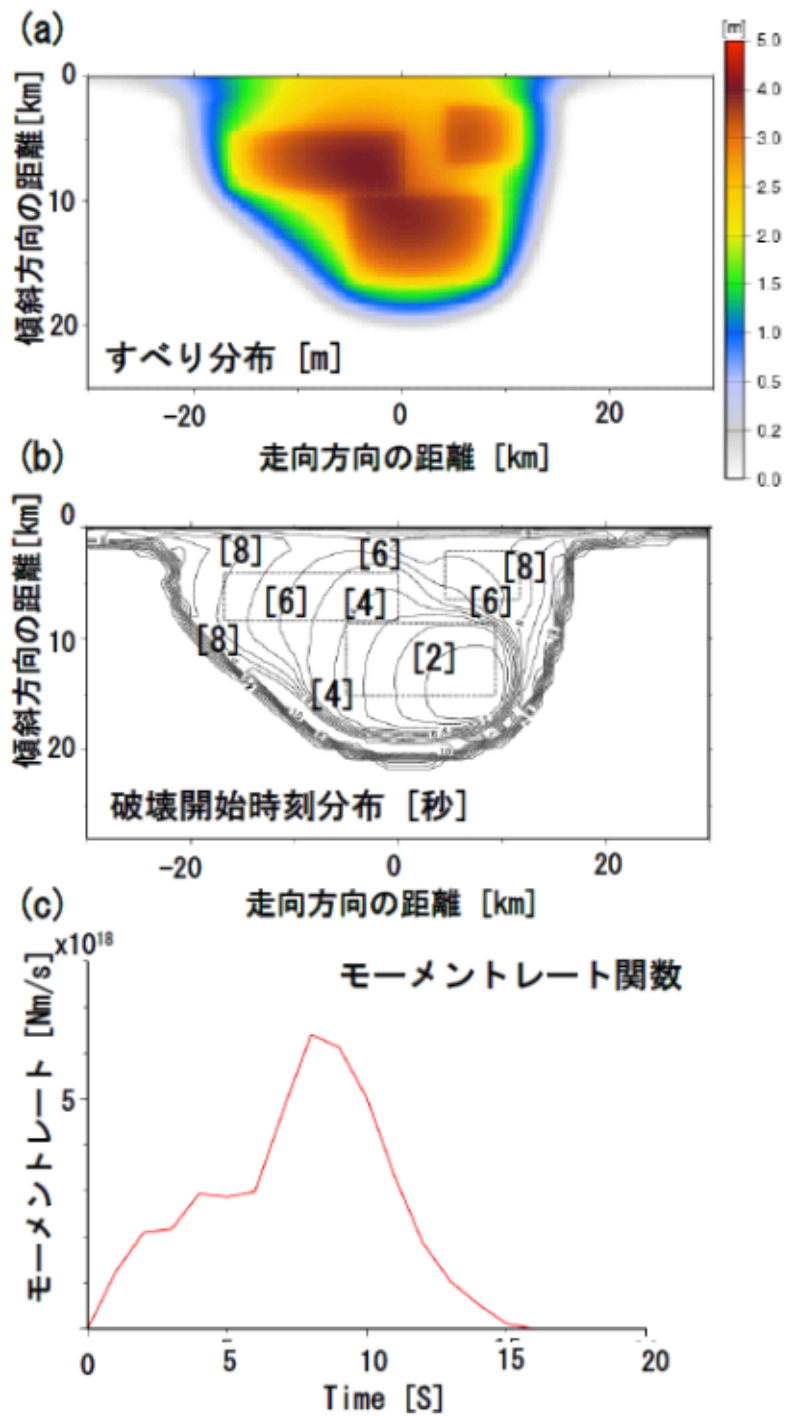 (a)
[m]
5.0
4.0
3.0
2.5
2.0
1.0
0.5
0.2
0.0
0
10
20
傾斜方向の距離[km]
すべり分布 [m]
-20
0
20
走向方向の距離 [km]
(b)
0
10
20
傾斜方向の距離[km]
[8]
[6]
[8]
[6]
[4]
[6]
[8]
[2]
[4]
破壊開始時刻分布 [秒]
-20
0
20
走向方向の距離 [km]
(c)
x10¹⁸
モーメントレート関数
モーメントレート [Nm/s]
5
0
5
10
15
20
Time [S]